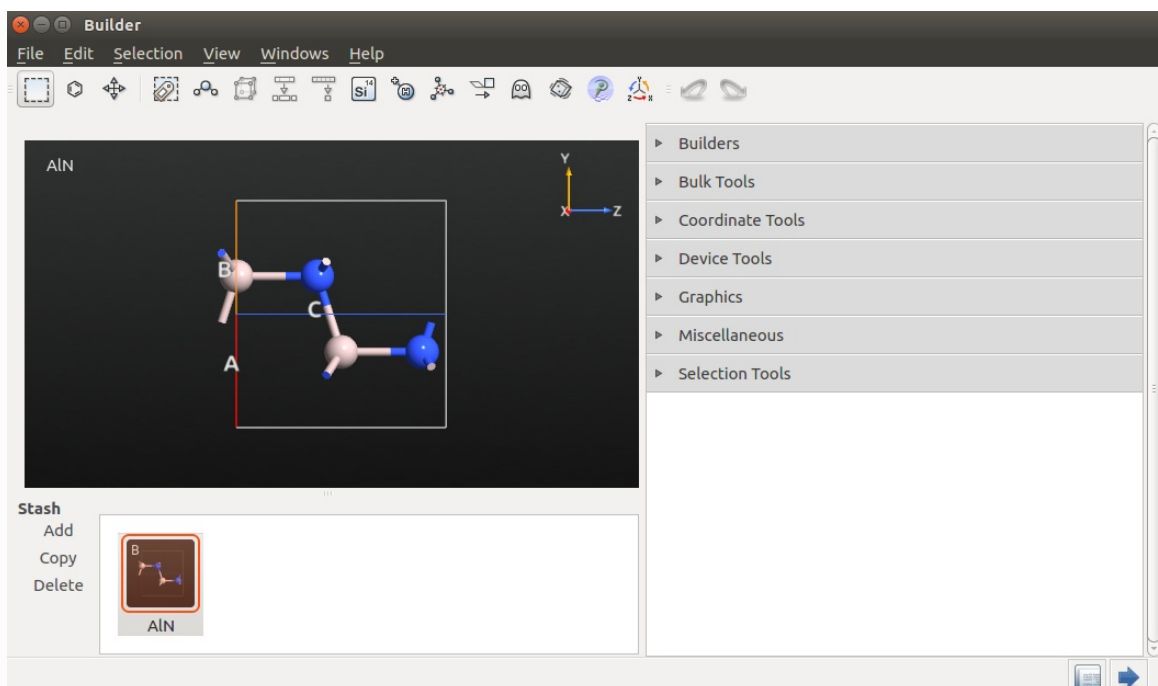 Builder
File Edit Selection View Windows Help
Si 14
AlN
Y
X Z
B
C
A
Builders
Bulk Tools
Coordinate Tools
Device Tools
Graphics
Miscellaneous
Selection Tools
Stash
Add
Copy
Delete
B
AlN